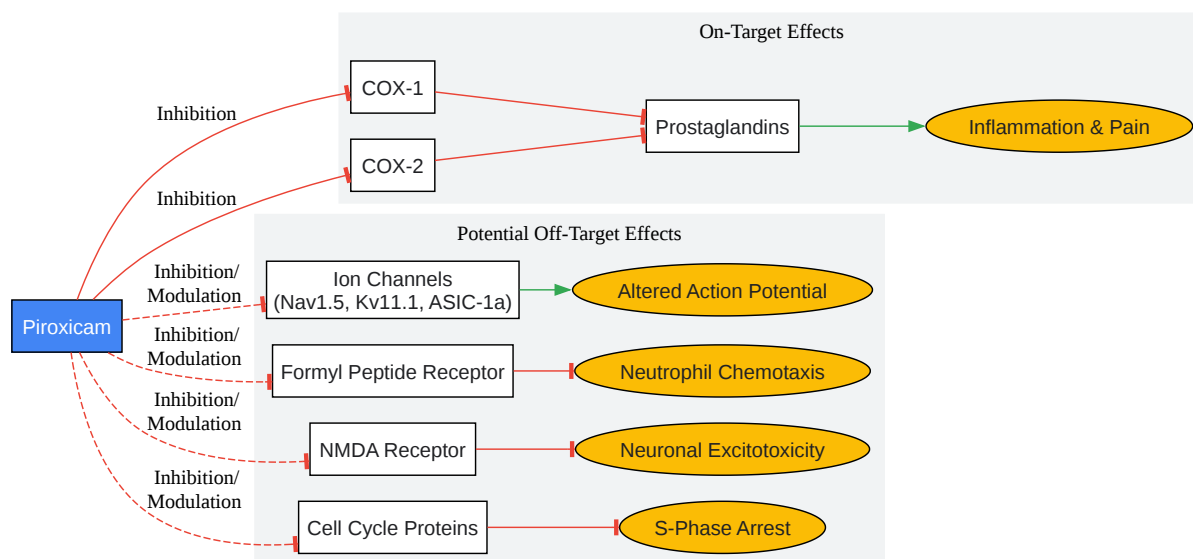 On-Target Effects
COX-1
Inhibition
Prostaglandins
Inflammation & Pain
COX-2
Inhibition
Potential Off-Target Effects
Inhibition/
Modulation
Ion Channels
(Nav1.5, Kv11.1, ASIC-1a)
Altered Action Potential
Piroxicam
Inhibition/
Modulation
Formyl Peptide Receptor
Neutrophil Chemotaxis
Inhibition/
Modulation
NMDA Receptor
Neuronal Excitotoxicity
Inhibition/
Modulation
Cell Cycle Proteins
S-Phase Arrest